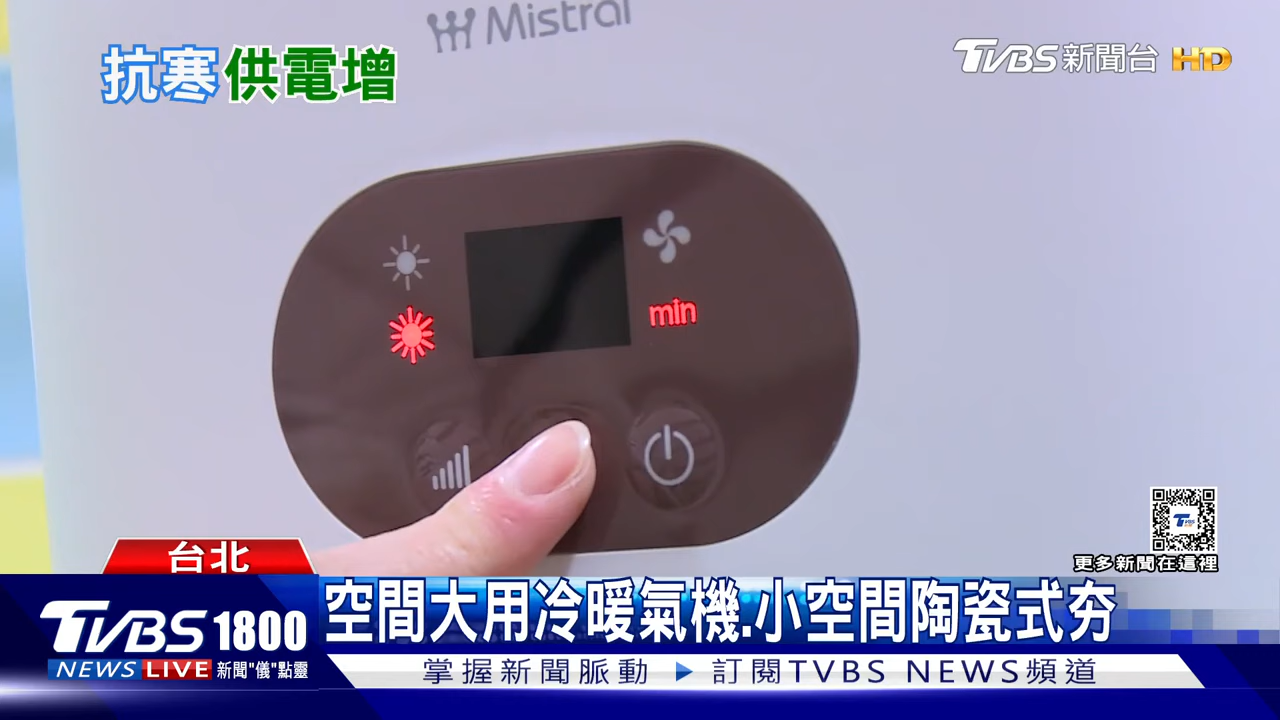 Mistral
抗寒供電增
TVBS新聞台 HD
min
更多新聞在這裡
台北
TVBS 1800
NEWS LIVE 新聞"儀"點靈
空間大用冷暖氣機.小空間陶瓷式夯
掌握新聞脈動 訂閱TVBS NEWS頻道